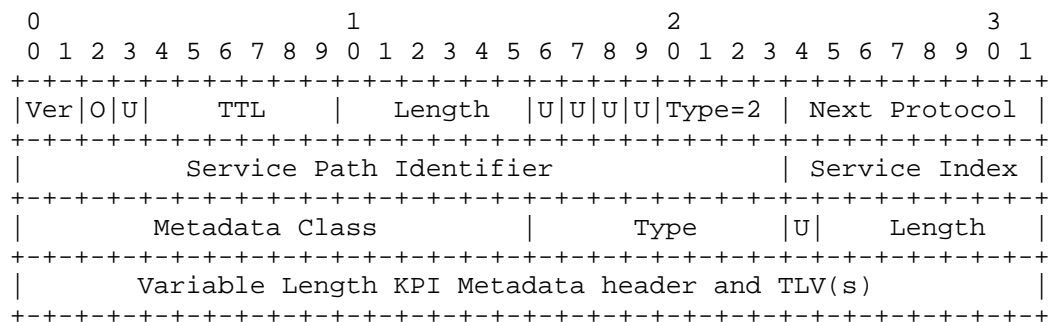 0                   1                   2                   3
 0 1 2 3 4 5 6 7 8 9 0 1 2 3 4 5 6 7 8 9 0 1 2 3 4 5 6 7 8 9 0 1
+-+-+-+-+-+-+-+-+-+-+-+-+-+-+-+-+-+-+-+-+-+-+-+-+-+-+-+-+-+-+-+-+
|Ver|O|U|    TTL    |   Length  |U|U|U|U|Type=2 | Next Protocol |
+-+-+-+-+-+-+-+-+-+-+-+-+-+-+-+-+-+-+-+-+-+-+-+-+-+-+-+-+-+-+-+-+
|          Service Path Identifier              | Service Index |
+-+-+-+-+-+-+-+-+-+-+-+-+-+-+-+-+-+-+-+-+-+-+-+-+-+-+-+-+-+-+-+-+
|        Metadata Class         |      Type     |U|    Length   |
+-+-+-+-+-+-+-+-+-+-+-+-+-+-+-+-+-+-+-+-+-+-+-+-+-+-+-+-+-+-+-+-+
|       Variable Length KPI Metadata header and TLV(s)          |
+-+-+-+-+-+-+-+-+-+-+-+-+-+-+-+-+-+-+-+-+-+-+-+-+-+-+-+-+-+-+-+-+